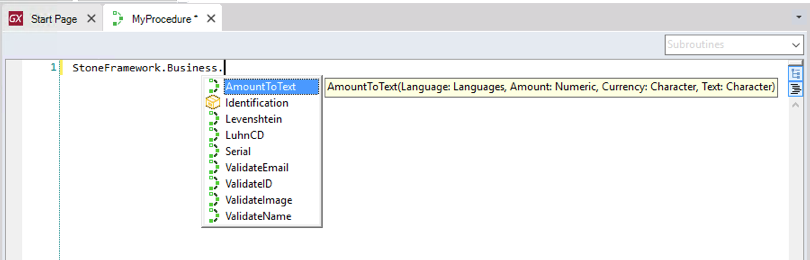 GX Start Page MyProcedure *
Subroutines
1 StoneFramework.Business.
AmountToText AmountToText(Language: Languages, Amount: Numeric, Currency: Character, Text: Character)
Identification
Levenshtein
LuhnCD
Serial
ValidateEmail
ValidateID
ValidateImage
ValidateName